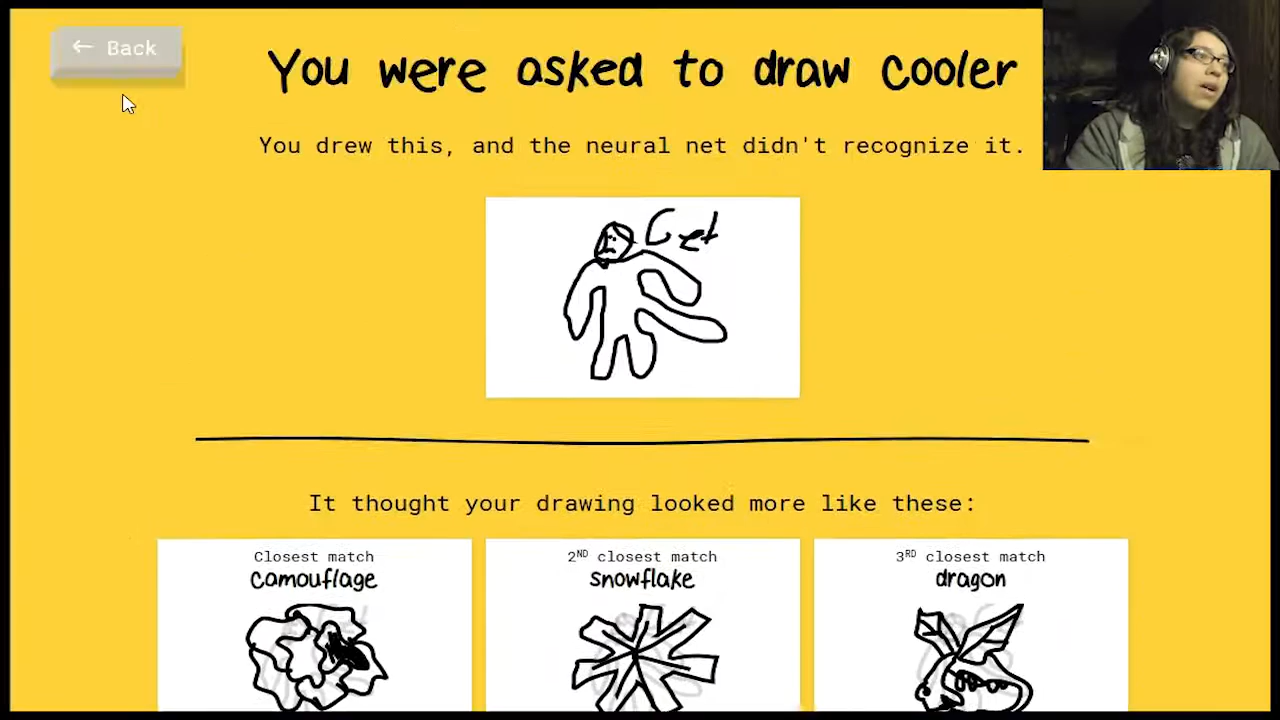 ← Back
You were asked to draw cooler
You drew this, and the neural net didn't recognize it.
Get
It thought your drawing looked more like these:
Closest match
camouflage
2ND closest match
snowflake
3RD closest match
dragon